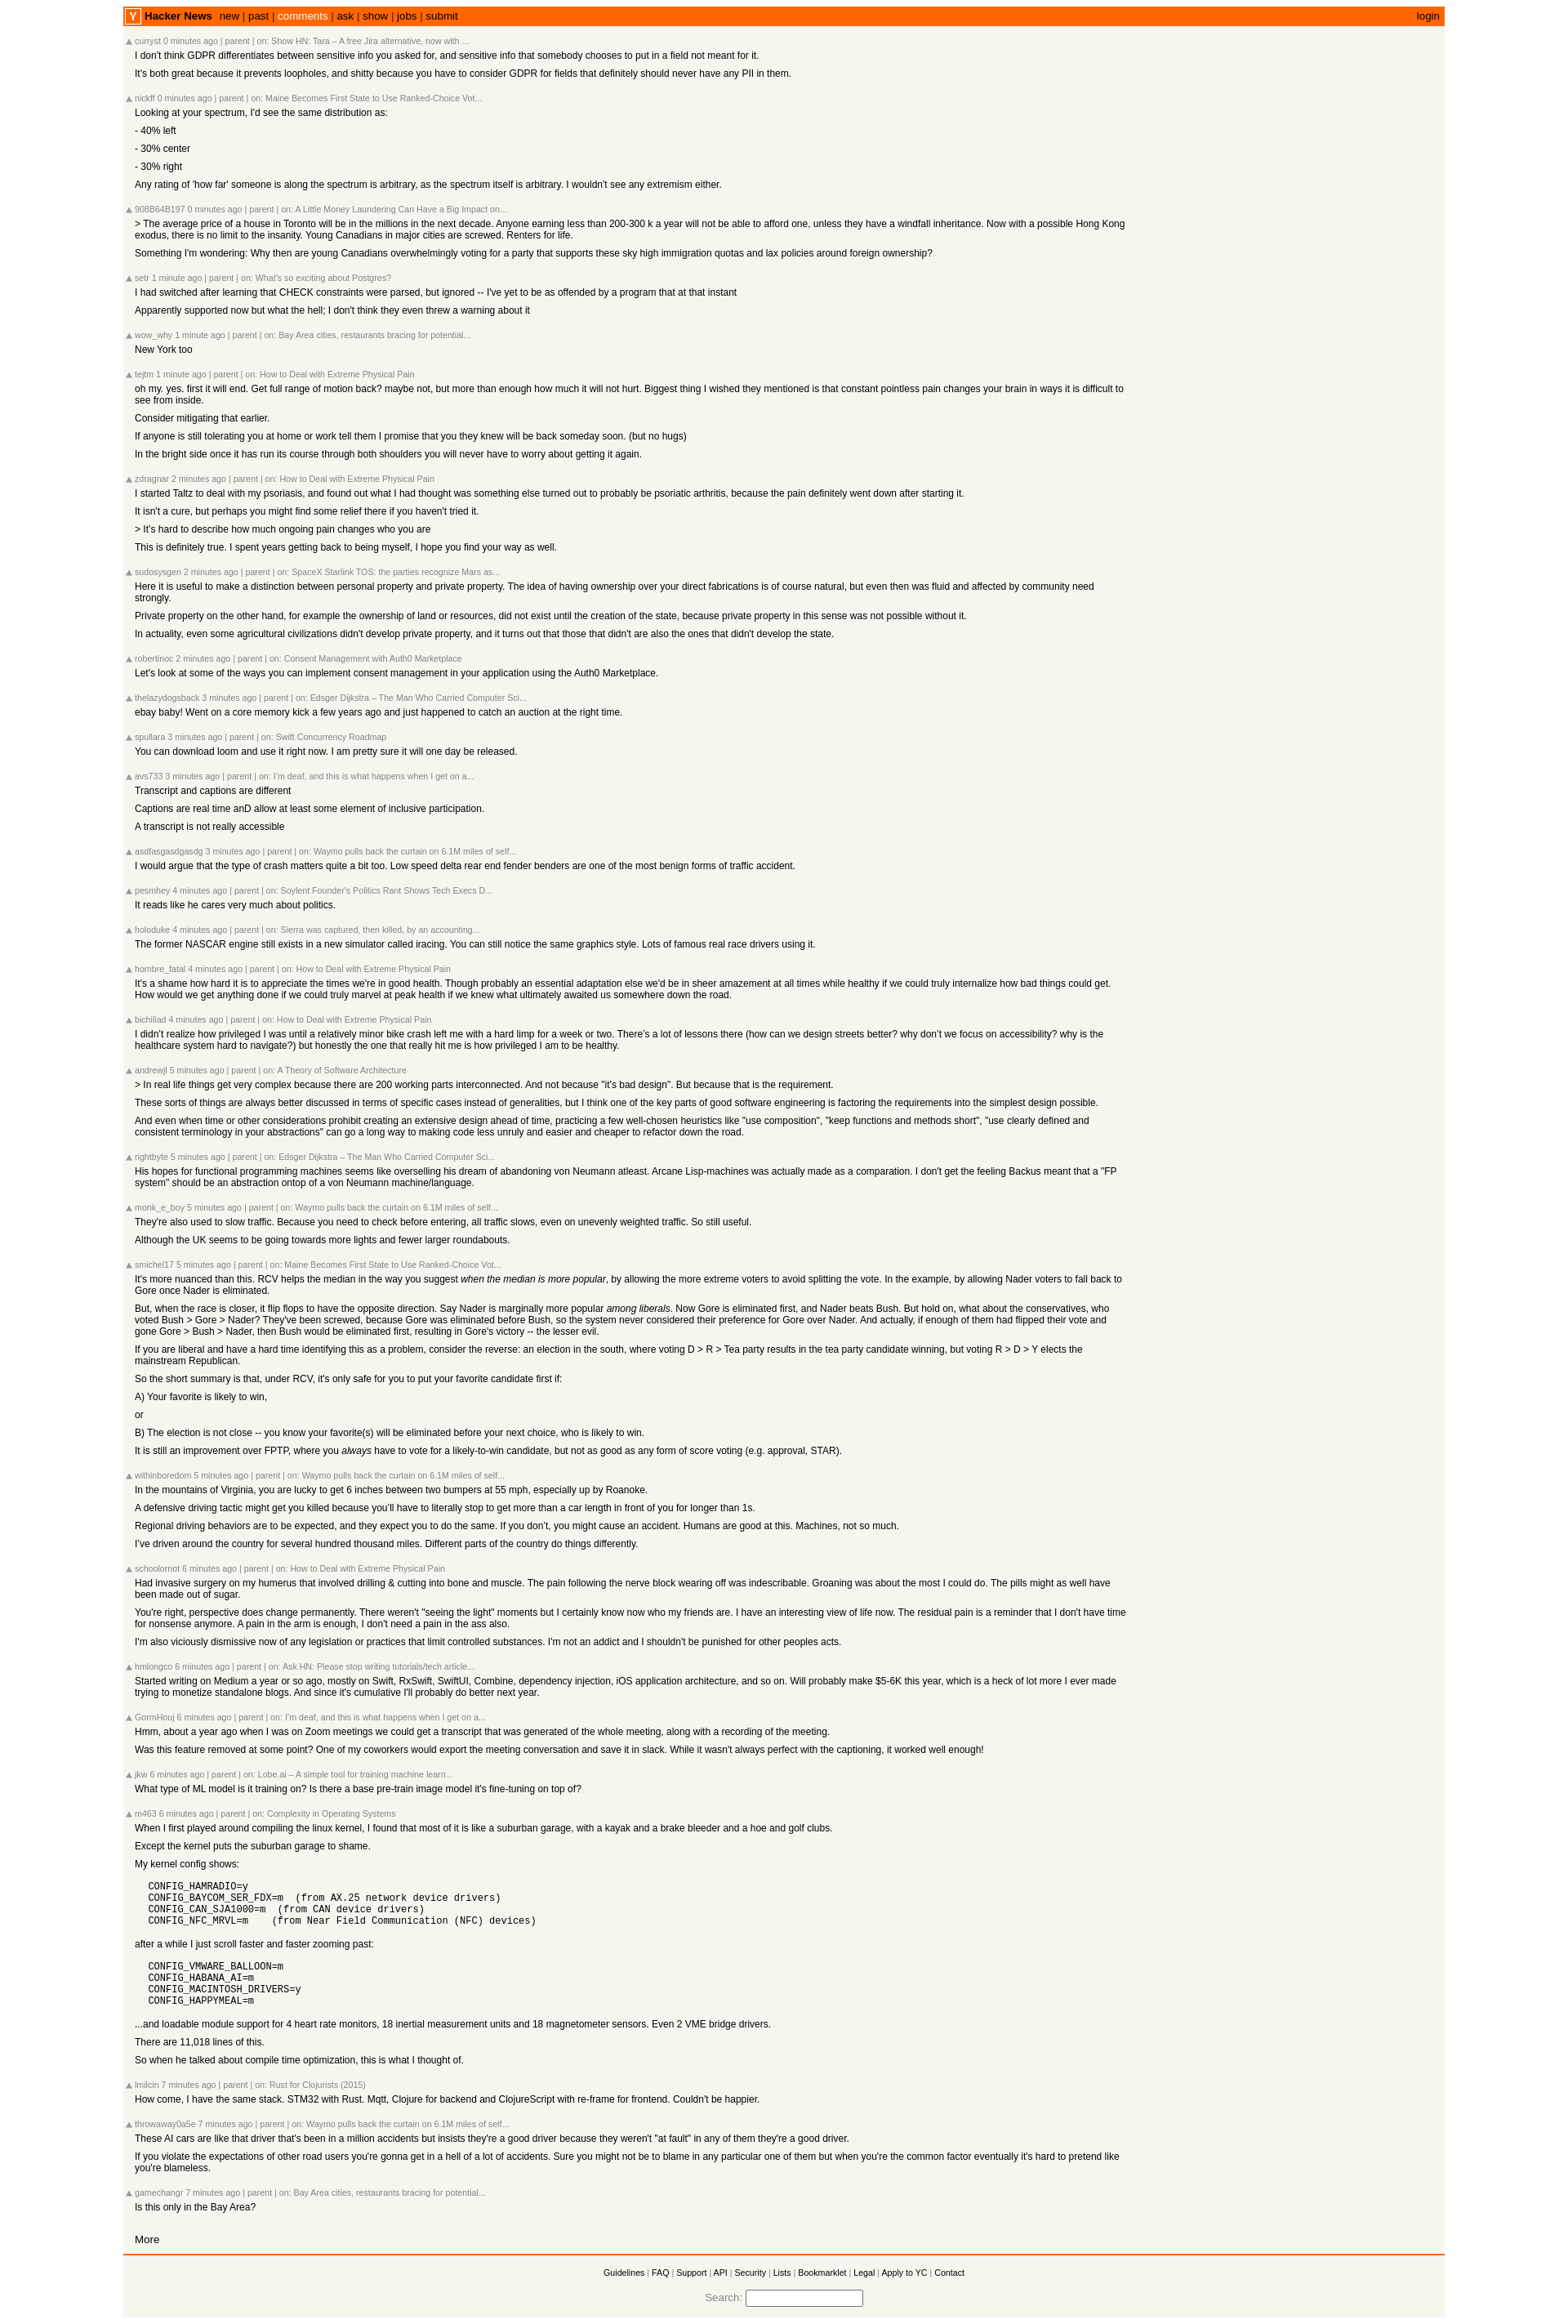 Y Hacker News new | past | comments | ask | show | jobs | submit login
curryst 0 minutes ago | parent | on: Show HN: Tara – A free Jira alternative, now with ...
I don't think GDPR differentiates between sensitive info you asked for, and sensitive info that somebody chooses to put in a field not meant for it.
It's both great because it prevents loopholes, and shitty because you have to consider GDPR for fields that definitely should never have any PII in them.
nickff 0 minutes ago | parent | on: Maine Becomes First State to Use Ranked-Choice Vot...
Looking at your spectrum, I'd see the same distribution as:
- 40% left
- 30% center
- 30% right
Any rating of 'how far' someone is along the spectrum is arbitrary, as the spectrum itself is arbitrary. I wouldn't see any extremism either.
908B64B197 0 minutes ago | parent | on: A Little Money Laundering Can Have a Big Impact on...
> The average price of a house in Toronto will be in the millions in the next decade. Anyone earning less than 200-300 k a year will not be able to afford one, unless they have a windfall inheritance. Now with a possible Hong Kong
exodus, there is no limit to the insanity. Young Canadians in major cities are screwed. Renters for life.
Something I'm wondering: Why then are young Canadians overwhelmingly voting for a party that supports these sky high immigration quotas and lax policies around foreign ownership?
setr 1 minute ago | parent | on: What's so exciting about Postgres?
I had switched after learning that CHECK constraints were parsed, but ignored -- I've yet to be as offended by a program that at that instant
Apparently supported now but what the hell; I don't think they even threw a warning about it
wow_why 1 minute ago | parent | on: Bay Area cities, restaurants bracing for potential...
New York too
tejtm 1 minute ago | parent | on: How to Deal with Extreme Physical Pain
oh my. yes. first it will end. Get full range of motion back? maybe not, but more than enough how much it will not hurt. Biggest thing I wished they mentioned is that constant pointless pain changes your brain in ways it is difficult to
see from inside.
Consider mitigating that earlier.
If anyone is still tolerating you at home or work tell them I promise that you they knew will be back someday soon. (but no hugs)
In the bright side once it has run its course through both shoulders you will never have to worry about getting it again.
zdragnar 2 minutes ago | parent | on: How to Deal with Extreme Physical Pain
I started Taltz to deal with my psoriasis, and found out what I had thought was something else turned out to probably be psoriatic arthritis, because the pain definitely went down after starting it.
It isn't a cure, but perhaps you might find some relief there if you haven't tried it.
> It's hard to describe how much ongoing pain changes who you are
This is definitely true. I spent years getting back to being myself, I hope you find your way as well.
sudosysgen 2 minutes ago | parent | on: SpaceX Starlink TOS: the parties recognize Mars as...
Here it is useful to make a distinction between personal property and private property. The idea of having ownership over your direct fabrications is of course natural, but even then was fluid and affected by community need
strongly.
Private property on the other hand, for example the ownership of land or resources, did not exist until the creation of the state, because private property in this sense was not possible without it.
In actuality, even some agricultural civilizations didn't develop private property, and it turns out that those that didn't are also the ones that didn't develop the state.
robertinoc 2 minutes ago | parent | on: Consent Management with Auth0 Marketplace
Let's look at some of the ways you can implement consent management in your application using the Auth0 Marketplace.
thelazydogsback 3 minutes ago | parent | on: Edsger Dijkstra – The Man Who Carried Computer Sci...
ebay baby! Went on a core memory kick a few years ago and just happened to catch an auction at the right time.
spullara 3 minutes ago | parent | on: Swift Concurrency Roadmap
You can download loom and use it right now. I am pretty sure it will one day be released.
avs733 3 minutes ago | parent | on: I'm deaf, and this is what happens when I get on a...
Transcript and captions are different
Captions are real time anD allow at least some element of inclusive participation.
A transcript is not really accessible
asdfasgasdgasdg 3 minutes ago | parent | on: Waymo pulls back the curtain on 6.1M miles of self...
I would argue that the type of crash matters quite a bit too. Low speed delta rear end fender benders are one of the most benign forms of traffic accident.
pesmhey 4 minutes ago | parent | on: Soylent Founder's Politics Rant Shows Tech Execs D...
It reads like he cares very much about politics.
holoduke 4 minutes ago | parent | on: Sierra was captured, then killed, by an accounting...
The former NASCAR engine still exists in a new simulator called iracing. You can still notice the same graphics style. Lots of famous real race drivers using it.
hombre_fatal 4 minutes ago | parent | on: How to Deal with Extreme Physical Pain
It's a shame how hard it is to appreciate the times we're in good health. Though probably an essential adaptation else we'd be in sheer amazement at all times while healthy if we could truly internalize how bad things could get.
How would we get anything done if we could truly marvel at peak health if we knew what ultimately awaited us somewhere down the road.
bichiliad 4 minutes ago | parent | on: How to Deal with Extreme Physical Pain
I didn't realize how privileged I was until a relatively minor bike crash left me with a hard limp for a week or two. There's a lot of lessons there (how can we design streets better? why don't we focus on accessibility? why is the
healthcare system hard to navigate?) but honestly the one that really hit me is how privileged I am to be healthy.
andrewjl 5 minutes ago | parent | on: A Theory of Software Architecture
> In real life things get very complex because there are 200 working parts interconnected. And not because "it's bad design". But because that is the requirement.
These sorts of things are always better discussed in terms of specific cases instead of generalities, but I think one of the key parts of good software engineering is factoring the requirements into the simplest design possible.
And even when time or other considerations prohibit creating an extensive design ahead of time, practicing a few well-chosen heuristics like "use composition", "keep functions and methods short", "use clearly defined and
consistent terminology in your abstractions" can go a long way to making code less unruly and easier and cheaper to refactor down the road.
rightbyte 5 minutes ago | parent | on: Edsger Dijkstra – The Man Who Carried Computer Sci...
His hopes for functional programming machines seems like overselling his dream of abandoning von Neumann atleast. Arcane Lisp-machines was actually made as a comparation. I don't get the feeling Backus meant that a "FP
system" should be an abstraction ontop of a von Neumann machine/language.
monk_e_boy 5 minutes ago | parent | on: Waymo pulls back the curtain on 6.1M miles of self...
They're also used to slow traffic. Because you need to check before entering, all traffic slows, even on unevenly weighted traffic. So still useful.
Although the UK seems to be going towards more lights and fewer larger roundabouts.
smichel17 5 minutes ago | parent | on: Maine Becomes First State to Use Ranked-Choice Vot...
It's more nuanced than this. RCV helps the median in the way you suggest when the median is more popular, by allowing the more extreme voters to avoid splitting the vote. In the example, by allowing Nader voters to fall back to
Gore once Nader is eliminated.
But, when the race is closer, it flip flops to have the opposite direction. Say Nader is marginally more popular among liberals. Now Gore is eliminated first, and Nader beats Bush. But hold on, what about the conservatives, who
voted Bush > Gore > Nader? They've been screwed, because Gore was eliminated before Bush, so the system never considered their preference for Gore over Nader. And actually, if enough of them had flipped their vote and
gone Gore > Bush > Nader, then Bush would be eliminated first, resulting in Gore's victory -- the lesser evil.
If you are liberal and have a hard time identifying this as a problem, consider the reverse: an election in the south, where voting D > R > Tea party results in the tea party candidate winning, but voting R > D > Y elects the
mainstream Republican.
So the short summary is that, under RCV, it's only safe for you to put your favorite candidate first if:
A) Your favorite is likely to win,
or
B) The election is not close -- you know your favorite(s) will be eliminated before your next choice, who is likely to win.
It is still an improvement over FPTP, where you always have to vote for a likely-to-win candidate, but not as good as any form of score voting (e.g. approval, STAR).
withinboredom 5 minutes ago | parent | on: Waymo pulls back the curtain on 6.1M miles of self...
In the mountains of Virginia, you are lucky to get 6 inches between two bumpers at 55 mph, especially up by Roanoke.
A defensive driving tactic might get you killed because you'll have to literally stop to get more than a car length in front of you for longer than 1s.
Regional driving behaviors are to be expected, and they expect you to do the same. If you don't, you might cause an accident. Humans are good at this. Machines, not so much.
I've driven around the country for several hundred thousand miles. Different parts of the country do things differently.
schoolornot 6 minutes ago | parent | on: How to Deal with Extreme Physical Pain
Had invasive surgery on my humerus that involved drilling & cutting into bone and muscle. The pain following the nerve block wearing off was indescribable. Groaning was about the most I could do. The pills might as well have
been made out of sugar.
You're right, perspective does change permanently. There weren't "seeing the light" moments but I certainly know now who my friends are. I have an interesting view of life now. The residual pain is a reminder that I don't have time
for nonsense anymore. A pain in the arm is enough, I don't need a pain in the ass also.
I'm also viciously dismissive now of any legislation or practices that limit controlled substances. I'm not an addict and I shouldn't be punished for other peoples acts.
hmlongco 6 minutes ago | parent | on: Ask HN: Please stop writing tutorials/tech article...
Started writing on Medium a year or so ago, mostly on Swift, RxSwift, SwiftUI, Combine, dependency injection, iOS application architecture, and so on. Will probably make $5-6K this year, which is a heck of lot more I ever made
trying to monetize standalone blogs. And since it's cumulative I'll probably do better next year.
GormHouj 6 minutes ago | parent | on: I'm deaf, and this is what happens when I get on a...
Hmm, about a year ago when I was on Zoom meetings we could get a transcript that was generated of the whole meeting, along with a recording of the meeting.
Was this feature removed at some point? One of my coworkers would export the meeting conversation and save it in slack. While it wasn't always perfect with the captioning, it worked well enough!
jkw 6 minutes ago | parent | on: Lobe.ai – A simple tool for training machine learn...
What type of ML model is it training on? Is there a base pre-train image model it's fine-tuning on top of?
m463 6 minutes ago | parent | on: Complexity in Operating Systems
When I first played around compiling the linux kernel, I found that most of it is like a suburban garage, with a kayak and a brake bleeder and a hoe and golf clubs.
Except the kernel puts the suburban garage to shame.
My kernel config shows:
CONFIG_HAMRADIO=y
CONFIG_BAYCOM_SER_FDX=m (from AX.25 network device drivers)
CONFIG_CAN_SJA1000=m (from CAN device drivers)
CONFIG_NFC_MRVL=m (from Near Field Communication (NFC) devices)
after a while I just scroll faster and faster zooming past:
CONFIG_VMWARE_BALLOON=m
CONFIG_HABANA_AI=m
CONFIG_MACINTOSH_DRIVERS=y
CONFIG_HAPPYMEAL=m
...and loadable module support for 4 heart rate monitors, 18 inertial measurement units and 18 magnetometer sensors. Even 2 VME bridge drivers.
There are 11,018 lines of this.
So when he talked about compile time optimization, this is what I thought of.
lmilcin 7 minutes ago | parent | on: Rust for Clojurists (2015)
How come, I have the same stack. STM32 with Rust. Mqtt, Clojure for backend and ClojureScript with re-frame for frontend. Couldn't be happier.
throwaway0a5e 7 minutes ago | parent | on: Waymo pulls back the curtain on 6.1M miles of self...
These AI cars are like that driver that's been in a million accidents but insists they're a good driver because they weren't "at fault" in any of them they're a good driver.
If you violate the expectations of other road users you're gonna get in a hell of a lot of accidents. Sure you might not be to blame in any particular one of them but when you're the common factor eventually it's hard to pretend like
you're blameless.
gamechangr 7 minutes ago | parent | on: Bay Area cities, restaurants bracing for potential...
Is this only in the Bay Area?
More
Guidelines | FAQ | Support | API | Security | Lists | Bookmarklet | Legal | Apply to YC | Contact
Search: